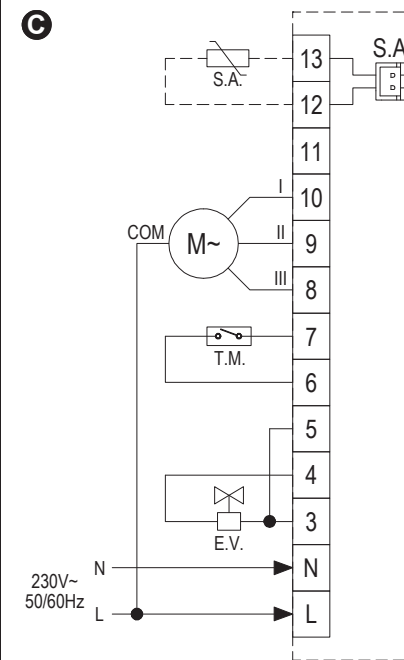 C
S.A.
13
S.A
12
11
I
10
COM
M~
II
9
III
8
7
T.M.
6
5
4
3
E.V.
N
N
230V~
50/60Hz
L
L